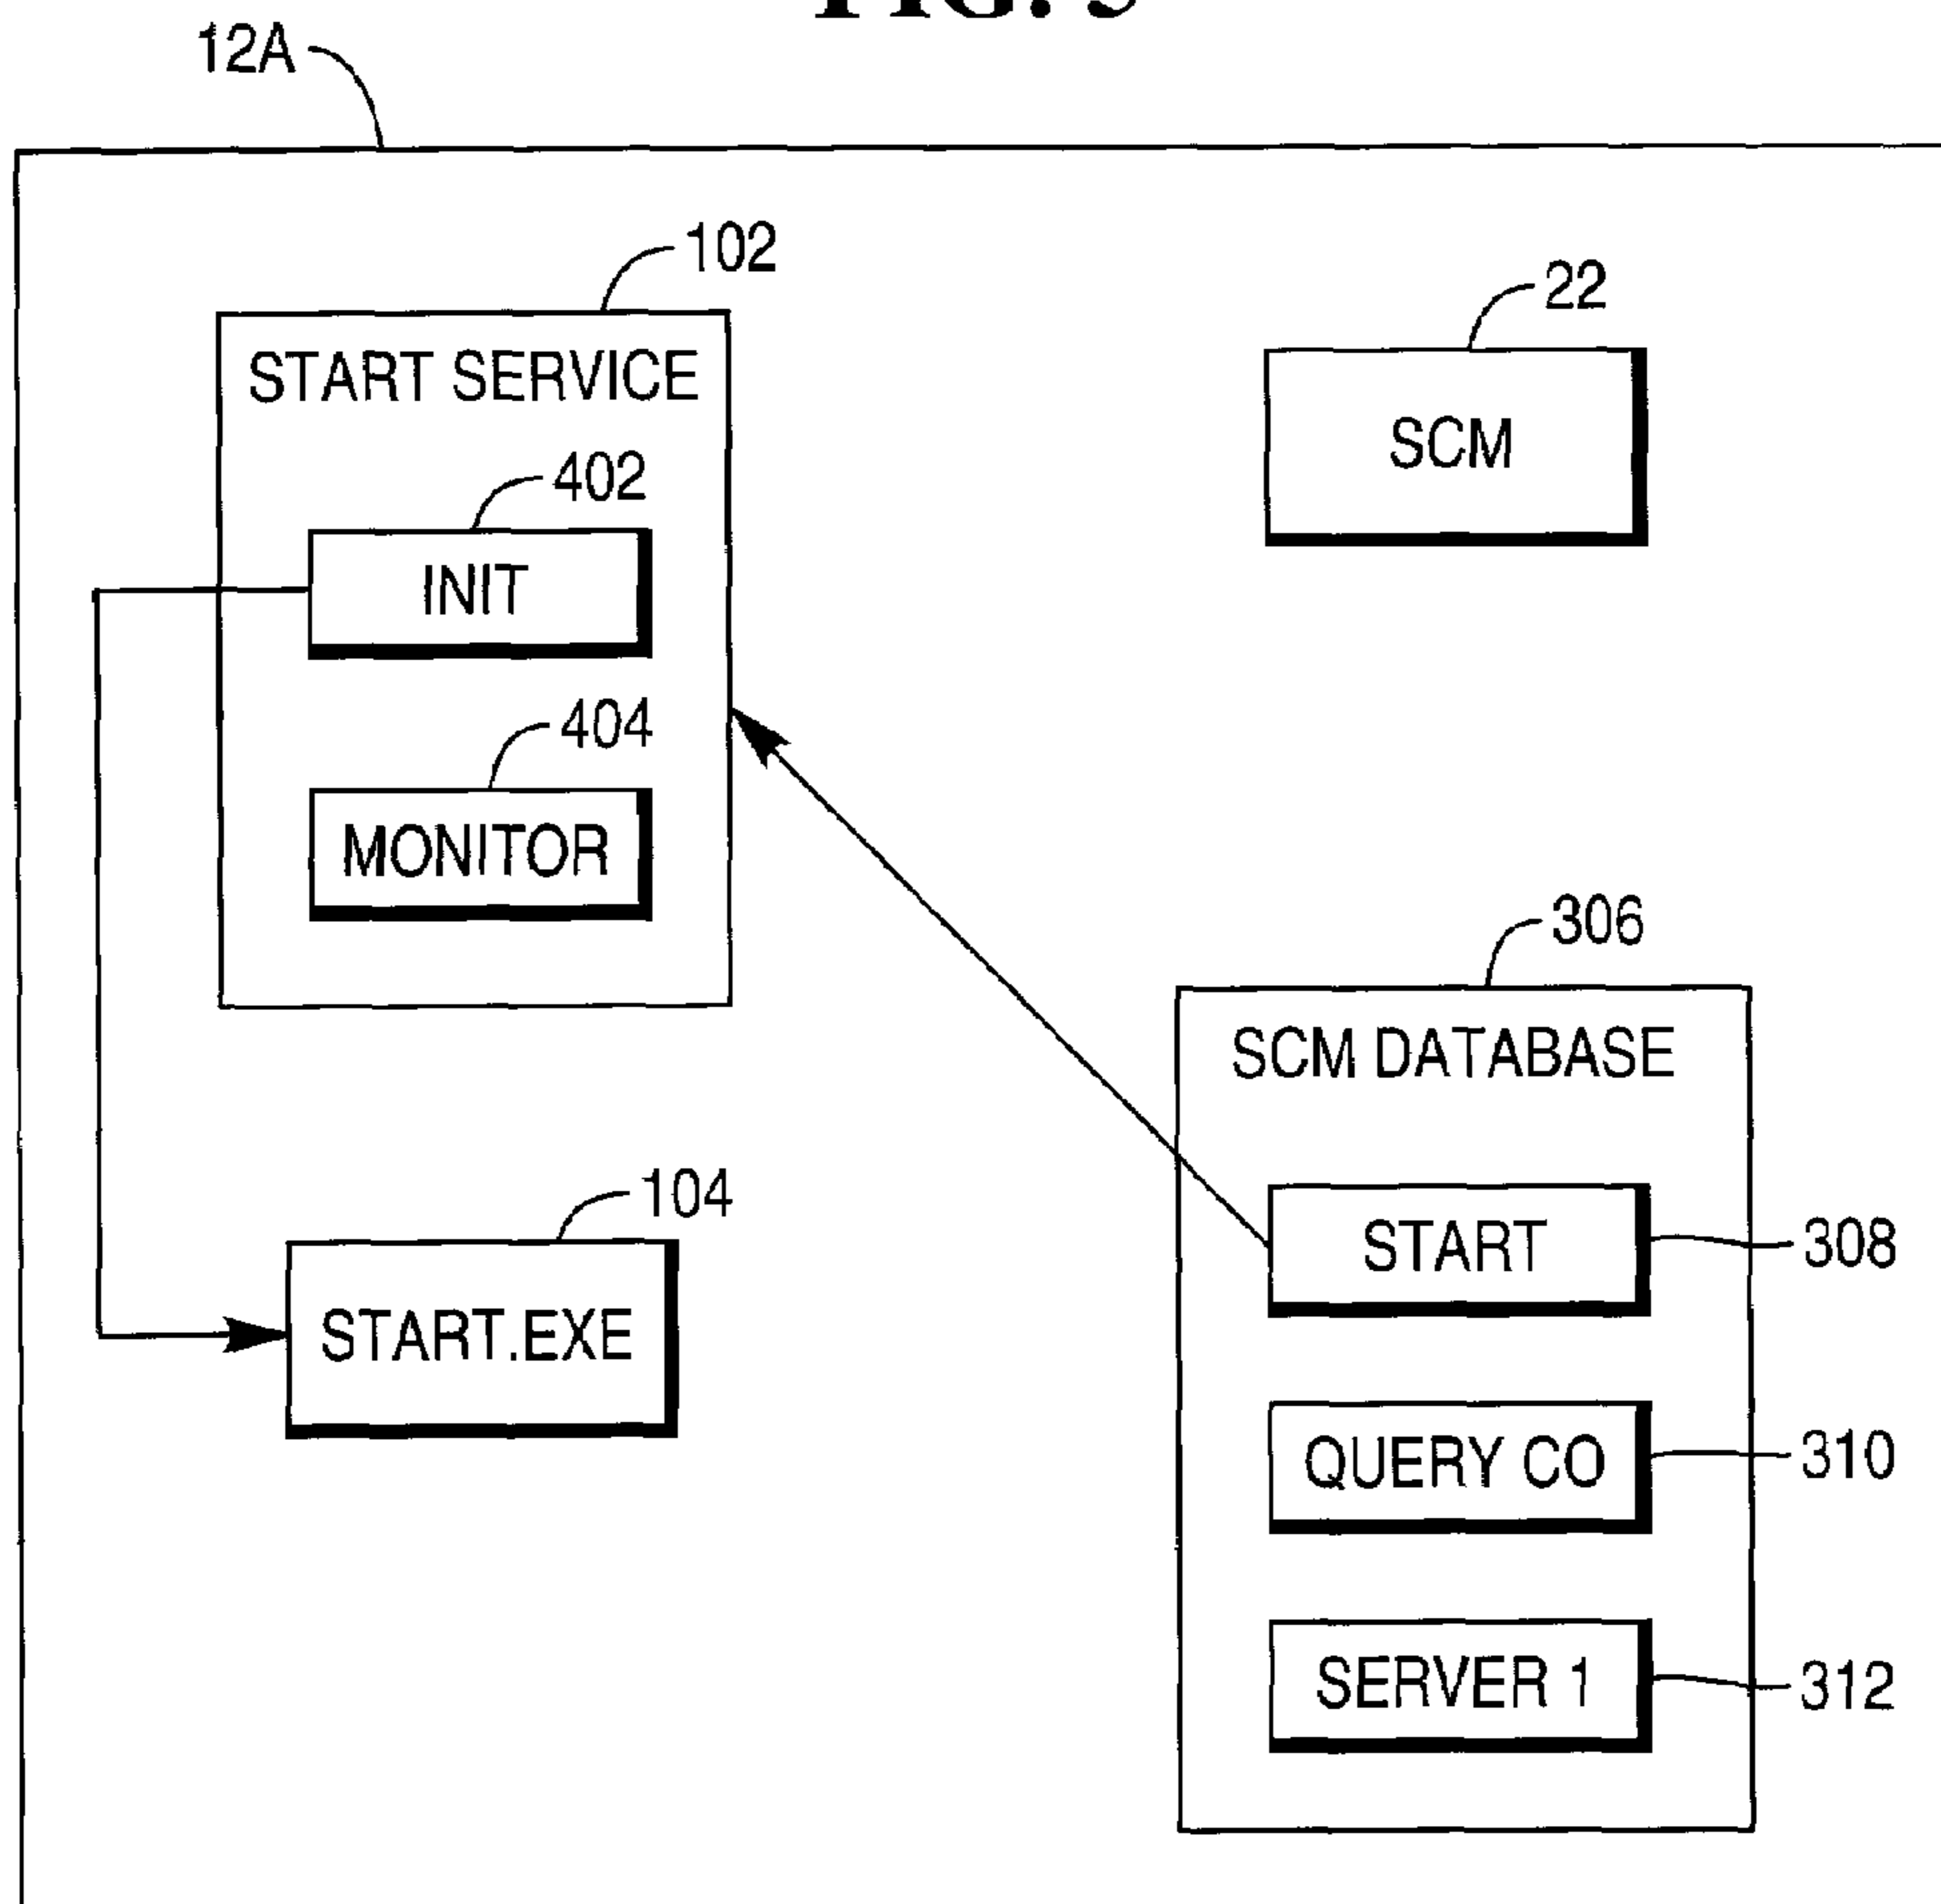 12A
102
START SERVICE
22
SCM
402
INIT
404
MONITOR
306
SCM DATABASE
104
START.EXE
START
308
QUERY CO
310
SERVER 1
312